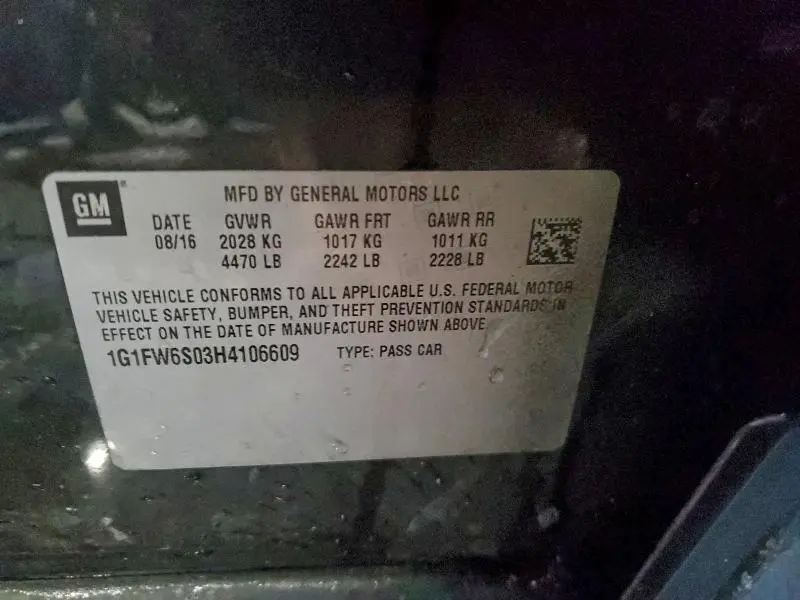 GM
MFD BY GENERAL MOTORS LLC
DATE GVWR GAWR FRT GAWR RR
08/16 2028 KG 1017 KG 1011 KG
4470 LB 2242 LB 2228 LB
THIS VEHICLE CONFORMS TO ALL APPLICABLE U.S. FEDERAL MOTOR
VEHICLE SAFETY, BUMPER, AND THEFT PREVENTION STANDARDS IN
EFFECT ON THE DATE OF MANUFACTURE SHOWN ABOVE.
1G1FW6S03H4106609 TYPE: PASS CAR